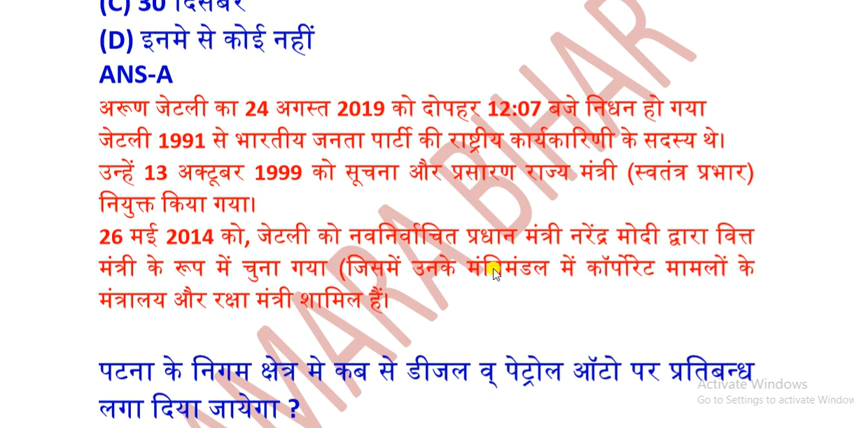 (C) 30 दिसंबर
(D) इनमे से कोई नहीं
ANS-A
अरूण जेटली का 24 अगस्त 2019 को दोपहर 12:07 बजे निधन हो गया
जेटली 1991 से भारतीय जनता पार्टी की राष्ट्रीय कार्यकारिणी के सदस्य थे।
उन्हें 13 अक्टूबर 1999 को सूचना और प्रसारण राज्य मंत्री (स्वतंत्र प्रभार)
नियुक्त किया गया।
26 मई 2014 को, जेटली को नवनिर्वाचित प्रधान मंत्री नरेंद्र मोदी द्वारा वित्त
मंत्री के रूप में चुना गया (जिसमें उनके मंत्रिमंडल में कॉर्पोरेट मामलों के
मंत्रालय और रक्षा मंत्री शामिल हैं।
पटना के निगम क्षेत्र मे कब से डीजल व् पेट्रोल ऑटो पर प्रतिबन्ध
लगा दिया जायेगा ?
AMARA BIHAR
Activate Windows
Go to Settings to activate Window